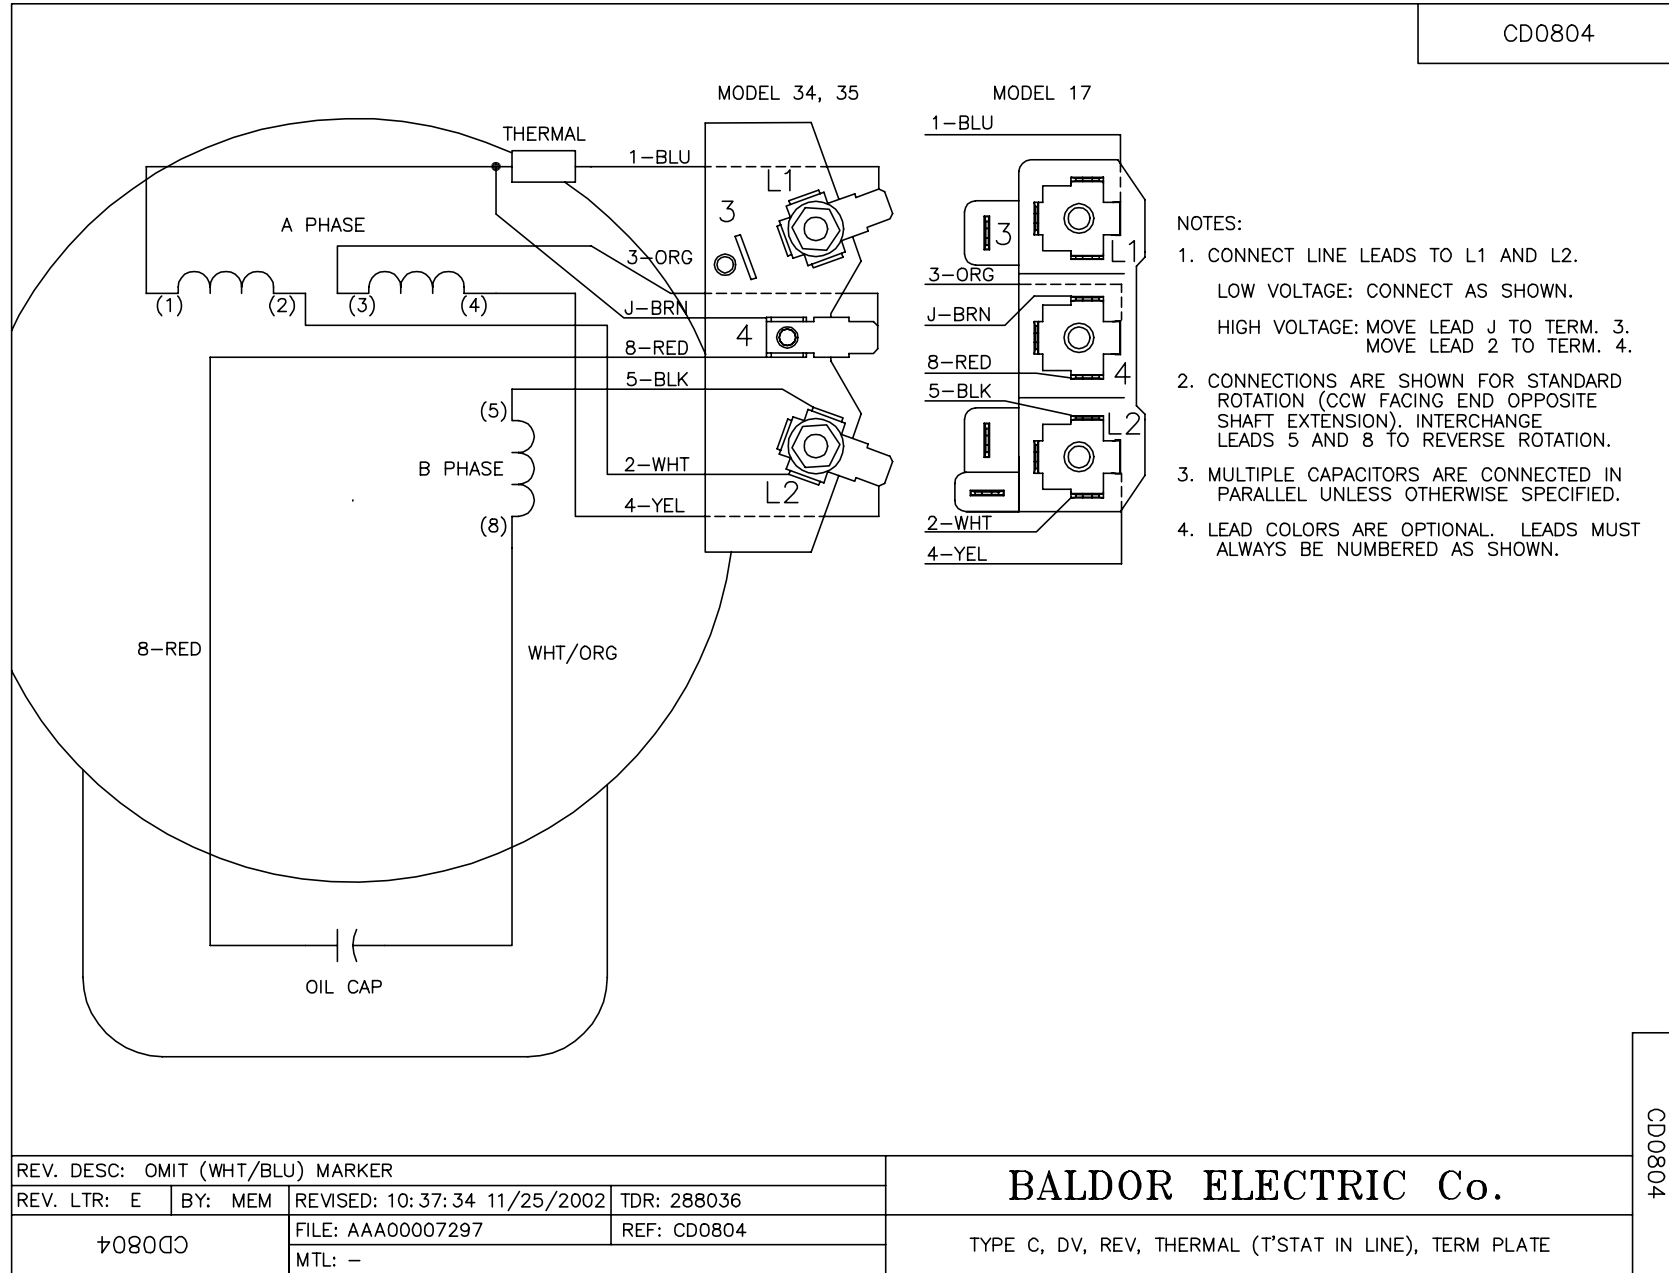 CD0804
MODEL 34, 35
MODEL 17
THERMAL
1-BLU
L1
3
A PHASE
3-ORG
(1)
(2)
(3)
(4)
J-BRN
4
8-RED
5-BLK
(5)
B PHASE
2-WHT
L2
4-YEL
(8)
8-RED
WHT/ORG
OIL CAP
1-BLU
3
L1
3-ORG
J-BRN
8-RED
4
5-BLK
L2
2-WHT
4-YEL
NOTES:
1. CONNECT LINE LEADS TO L1 AND L2.
LOW VOLTAGE: CONNECT AS SHOWN.
HIGH VOLTAGE: MOVE LEAD J TO TERM. 3.
MOVE LEAD 2 TO TERM. 4.
2. CONNECTIONS ARE SHOWN FOR STANDARD
ROTATION (CCW FACING END OPPOSITE
SHAFT EXTENSION). INTERCHANGE
LEADS 5 AND 8 TO REVERSE ROTATION.
3. MULTIPLE CAPACITORS ARE CONNECTED IN
PARALLEL UNLESS OTHERWISE SPECIFIED.
4. LEAD COLORS ARE OPTIONAL. LEADS MUST
ALWAYS BE NUMBERED AS SHOWN.
CD0804
REV. DESC: OMIT (WHT/BLU) MARKER
REV. LTR: E BY: MEM REVISED: 10:37:34 11/25/2002 TDR: 288036
CD0804
FILE: AAA00007297 REF: CD0804
MTL: -
BALDOR ELECTRIC Co.
TYPE C, DV, REV, THERMAL (T'STAT IN LINE), TERM PLATE